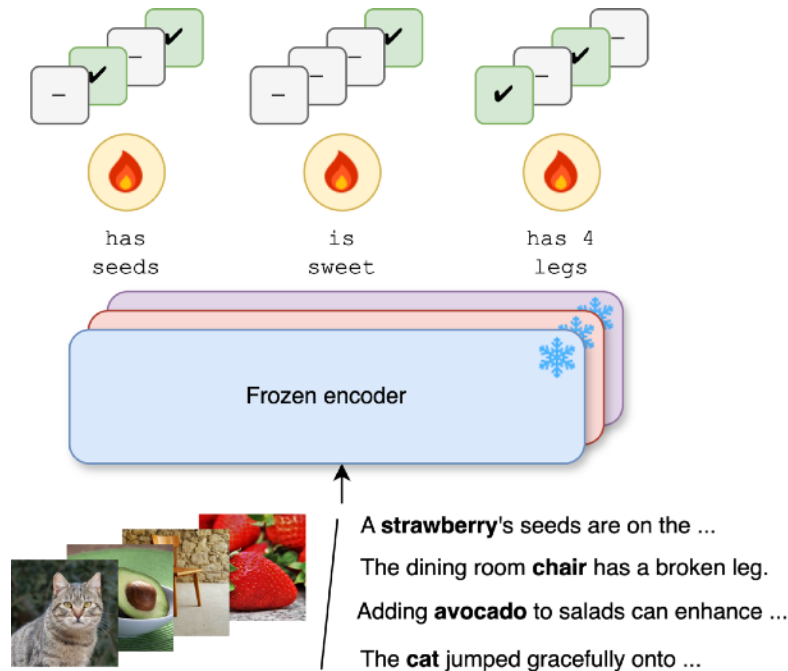 has
seeds
is
sweet
has 4
legs
Frozen encoder
A strawberry's seeds are on the ...
The dining room chair has a broken leg.
Adding avocado to salads can enhance ...
The cat jumped gracefully onto ...